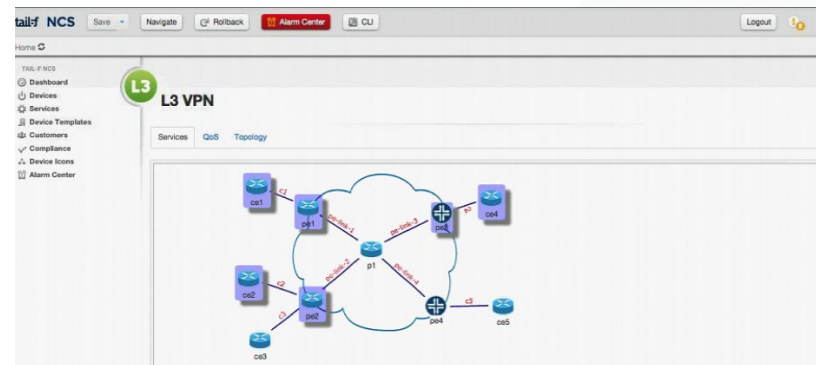 tail-f NCS Save Navigate Rollback Alarm Center CLI Logout
Home
TAIL-F NCS
Dashboard
Devices
Services
Device Templates
Customers
Compliance
Device Icons
Alarm Center
L3
L3 VPN
Services QoS Topology
ce1
c1
pe1
pe-link-1
pe-link-3
pe3
ce4
p1
ce2
c2
pe2
pe-link-2
pe-link-4
c3
ce3
pe4
c5
ce5